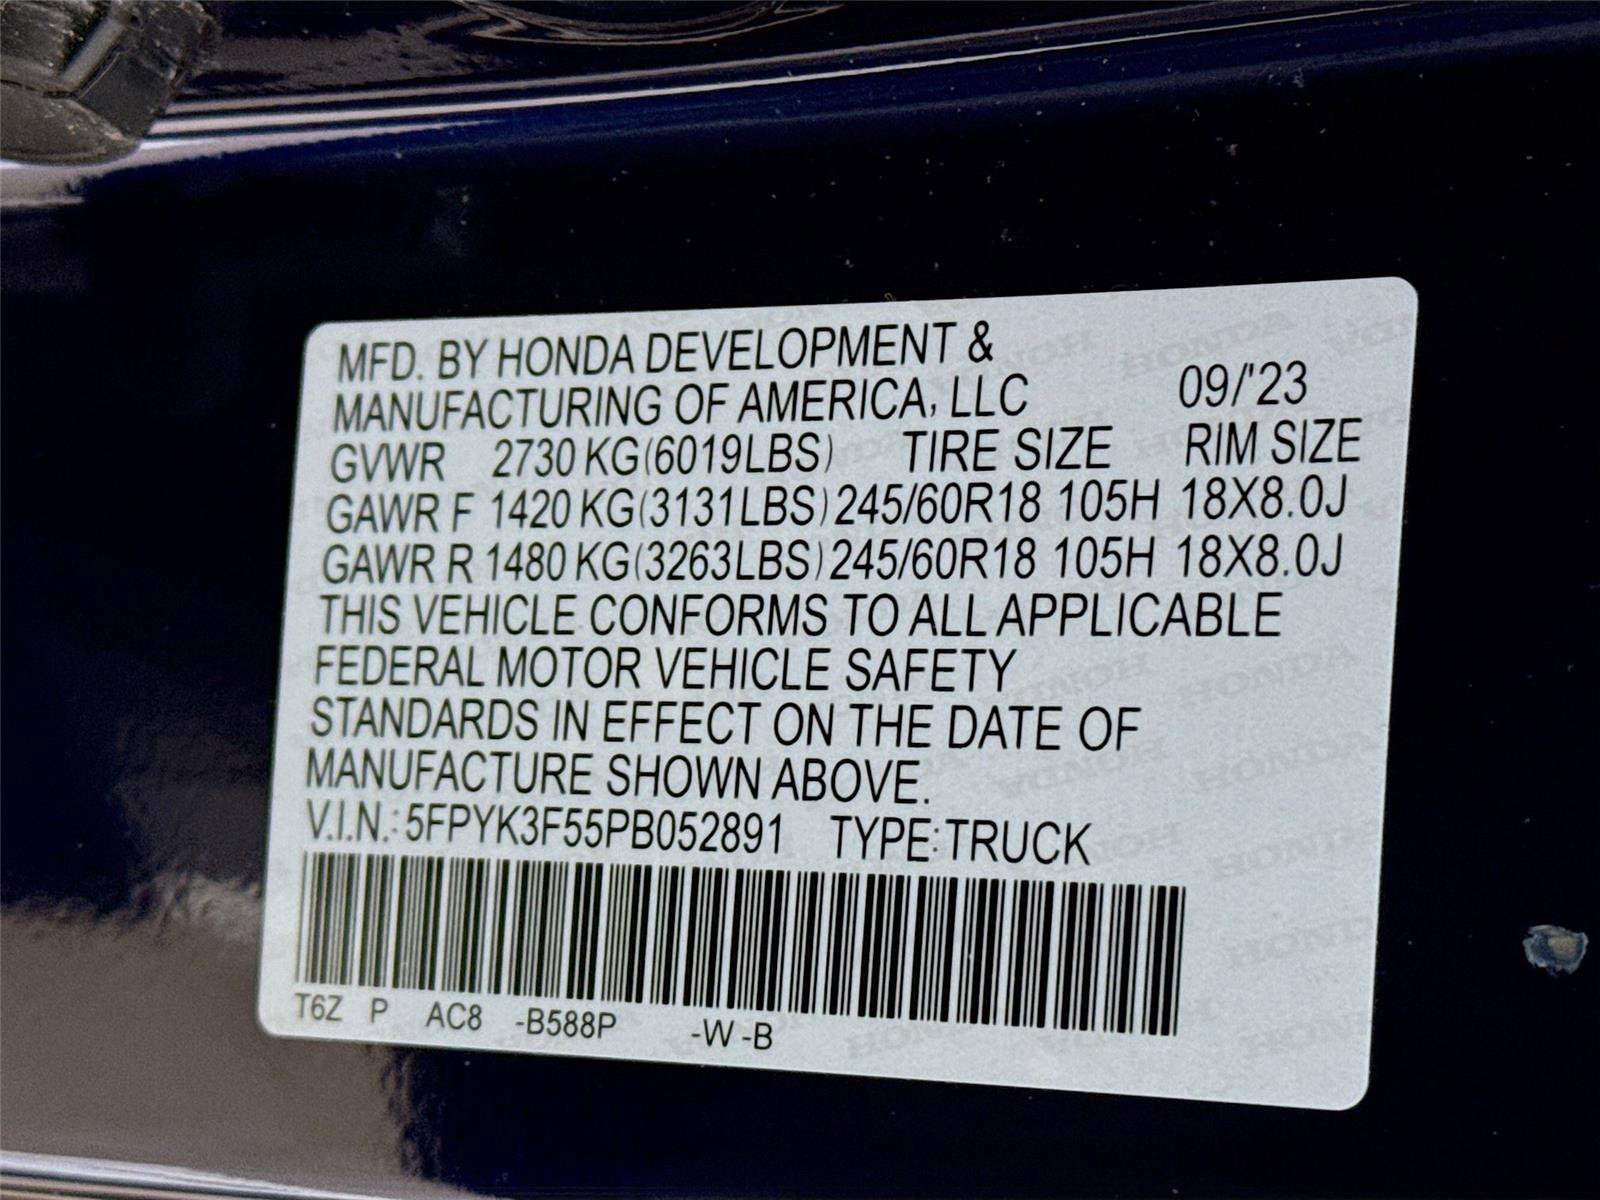 MFD. BY HONDA DEVELOPMENT &
MANUFACTURING OF AMERICA, LLC 09/'23
GVWR 2730 KG(6019LBS) TIRE SIZE RIM SIZE
GAWR F 1420 KG(3131LBS) 245/60R18 105H 18X8.0J
GAWR R 1480 KG(3263LBS) 245/60R18 105H 18X8.0J
THIS VEHICLE CONFORMS TO ALL APPLICABLE
FEDERAL MOTOR VEHICLE SAFETY
STANDARDS IN EFFECT ON THE DATE OF
MANUFACTURE SHOWN ABOVE.
V.I.N.: 5FPYK3F55PB052891 TYPE: TRUCK
T6Z P AC8 -B588P -W -B